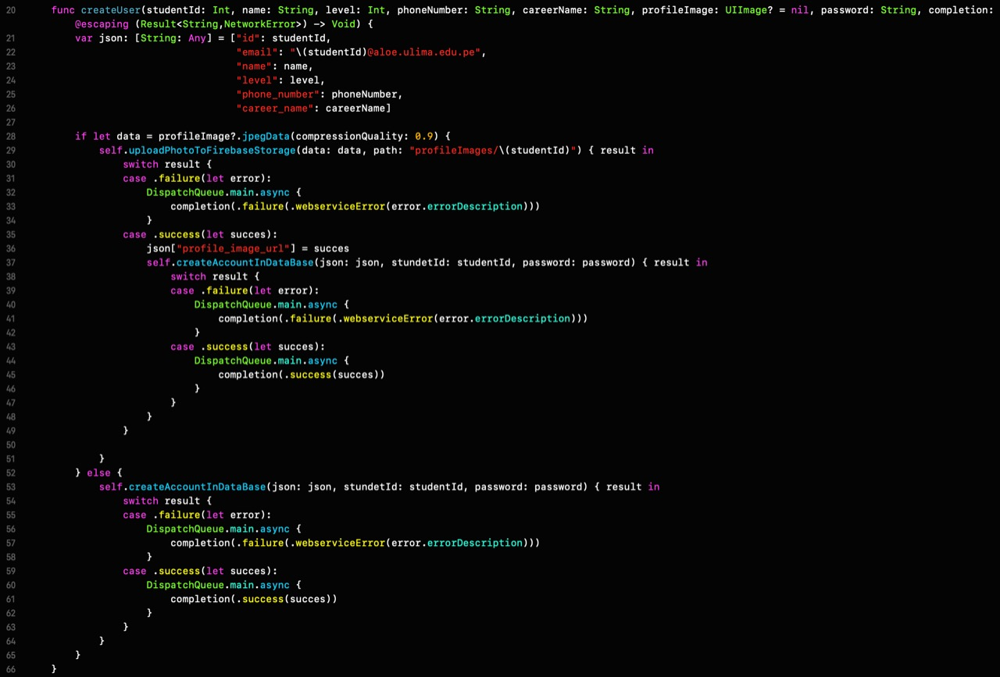 20 func createUser(studentId: Int, name: String, level: Int, phoneNumber: String, careerName: String, profileImage: UIImage? = nil, password: String, completion:
@escaping (Result<String,NetworkError>) -> Void) {
21 var json: [String: Any] = ["id": studentId,
22 "email": "\(studentId)@aloe.ulima.edu.pe",
23 "name": name,
24 "level": level,
25 "phone_number": phoneNumber,
26 "career_name": careerName]
27
28 if let data = profileImage?.jpegData(compressionQuality: 0.9) {
29 self.uploadPhotoToFirebaseStorage(data: data, path: "profileImages/\(studentId)") { result in
30 switch result {
31 case .failure(let error):
32 DispatchQueue.main.async {
33 completion(.failure(.webserviceError(error.errorDescription)))
34 }
35 case .success(let succes):
36 json["profile_image_url"] = succes
37 self.createAccountInDataBase(json: json, stundetId: studentId, password: password) { result in
38 switch result {
39 case .failure(let error):
40 DispatchQueue.main.async {
41 completion(.failure(.webserviceError(error.errorDescription)))
42 }
43 case .success(let succes):
44 DispatchQueue.main.async {
45 completion(.success(succes))
46 }
47 }
48 }
49 }
50
51 }
52 } else {
53 self.createAccountInDataBase(json: json, stundetId: studentId, password: password) { result in
54 switch result {
55 case .failure(let error):
56 DispatchQueue.main.async {
57 completion(.failure(.webserviceError(error.errorDescription)))
58 }
59 case .success(let succes):
60 DispatchQueue.main.async {
61 completion(.success(succes))
62 }
63 }
64 }
65 }
66 }